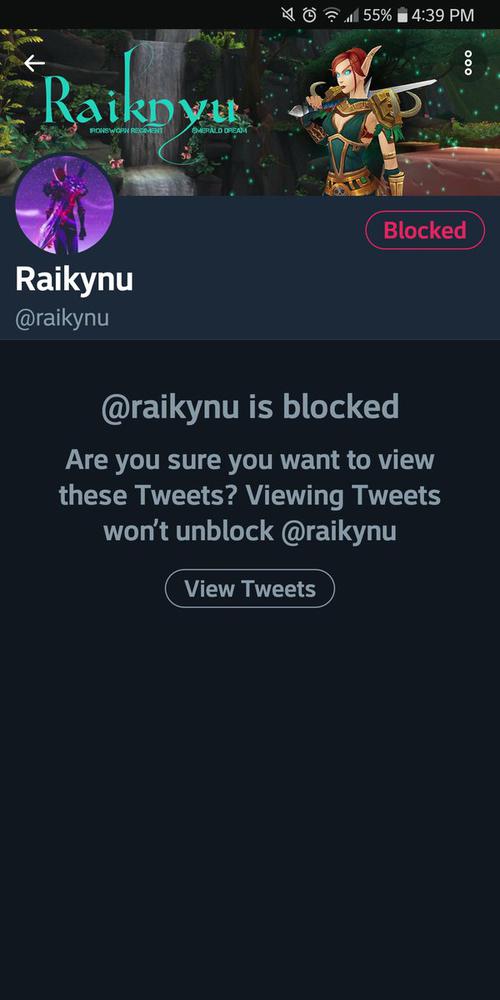 55% 4:39 PM
Raiknyu
IRONSWORN REGIMENT EMERALD DREAM
Blocked
Raikynu
@raikynu
@raikynu is blocked
Are you sure you want to view
these Tweets? Viewing Tweets
won't unblock @raikynu
View Tweets